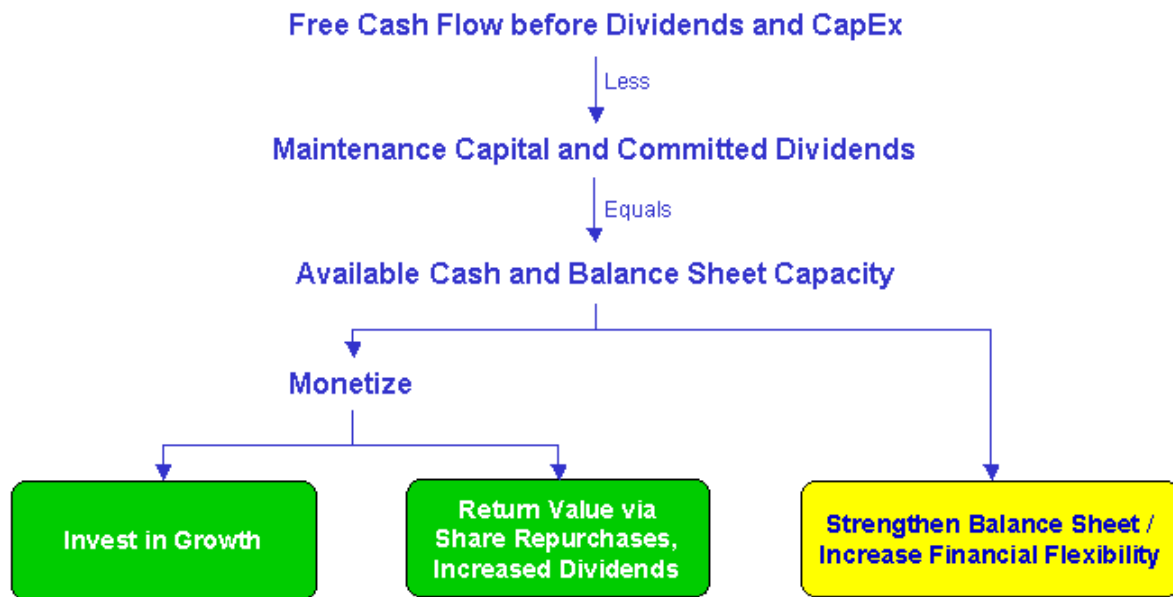 Free Cash Flow before Dividends and CapEx
Less
Maintenance Capital and Committed Dividends
Equals
Available Cash and Balance Sheet Capacity
Monetize
Invest in Growth
Return Value via
Share Repurchases,
Increased Dividends
Strengthen Balance Sheet /
Increase Financial Flexibility